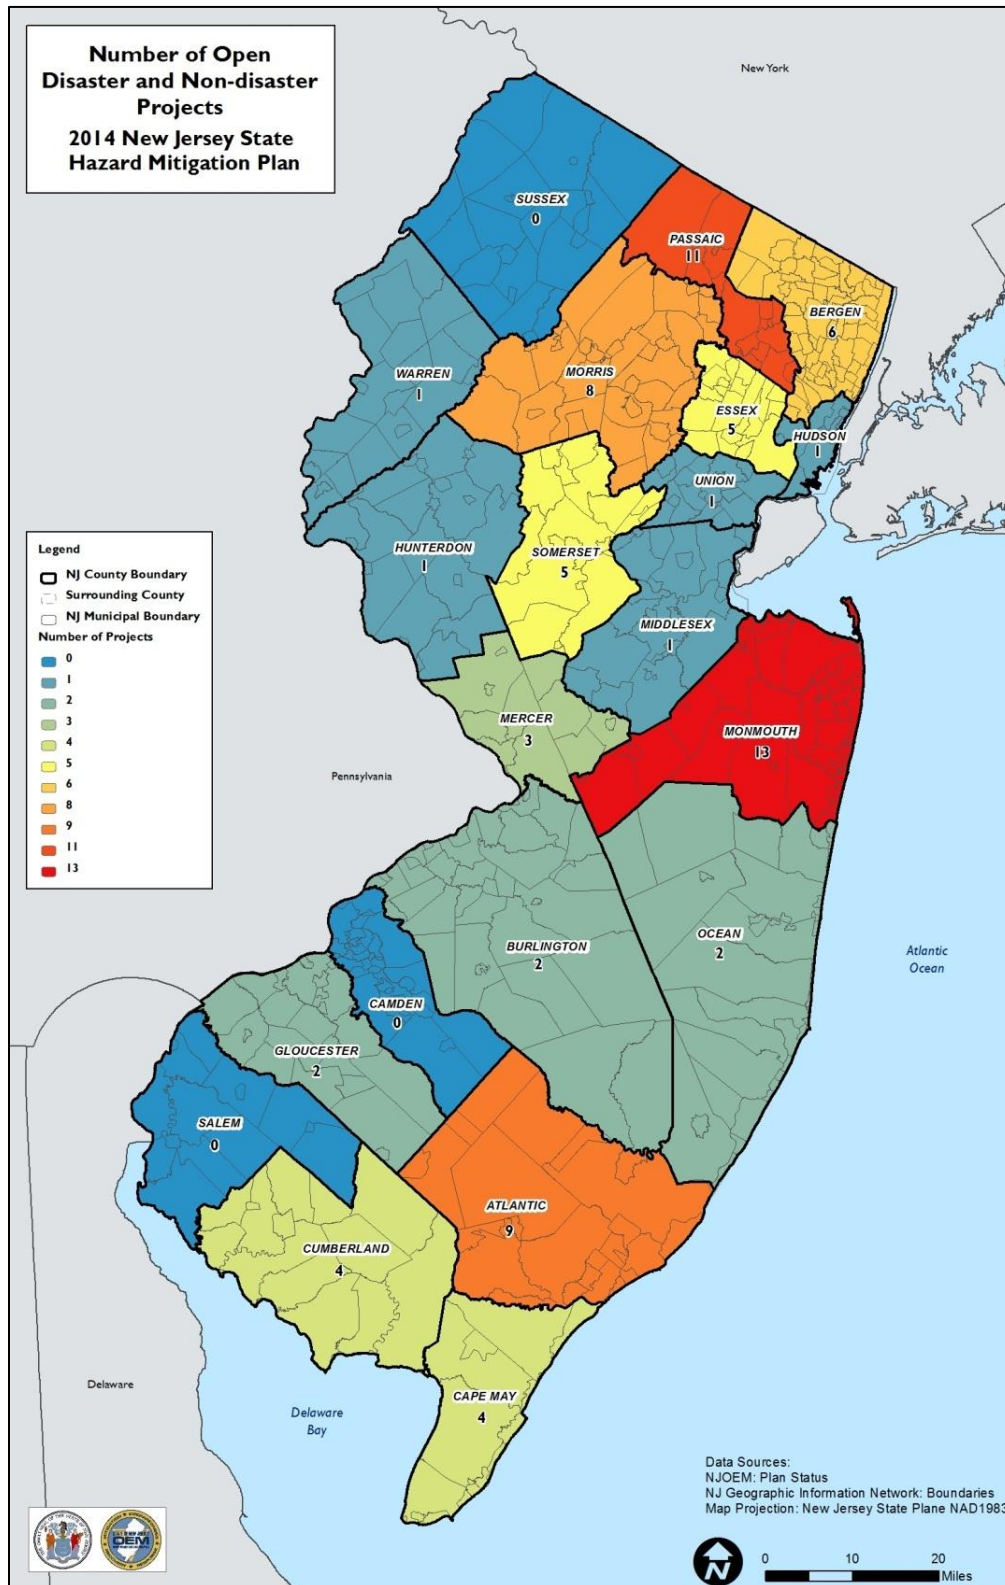 Number of Open
Disaster and Non-disaster
Projects
2014 New Jersey State
Hazard Mitigation Plan
New York
SUSSEX
0
PASSAIC
11
BERGEN
6
WARREN
1
MORRIS
8
ESSEX
5
HUDSON
1
UNION
1
HUNTERDON
1
SOMERSET
5
MIDDLESEX
1
MERCER
3
MONMOUTH
13
Pennsylvania
Legend
NJ County Boundary
Surrounding County
NJ Municipal Boundary
Number of Projects
0
1
2
3
4
5
6
8
9
11
13
BURLINGTON
2
OCEAN
2
Atlantic
Ocean
CAMDEN
0
GLOUCESTER
2
SALEM
0
ATLANTIC
9
CUMBERLAND
4
CAPE MAY
4
Delaware
Delaware
Bay
Data Sources:
NJOEM: Plan Status
NJ Geographic Information Network: Boundaries
Map Projection: New Jersey State Plane NAD1983
OEM
N
0 10 20
Miles